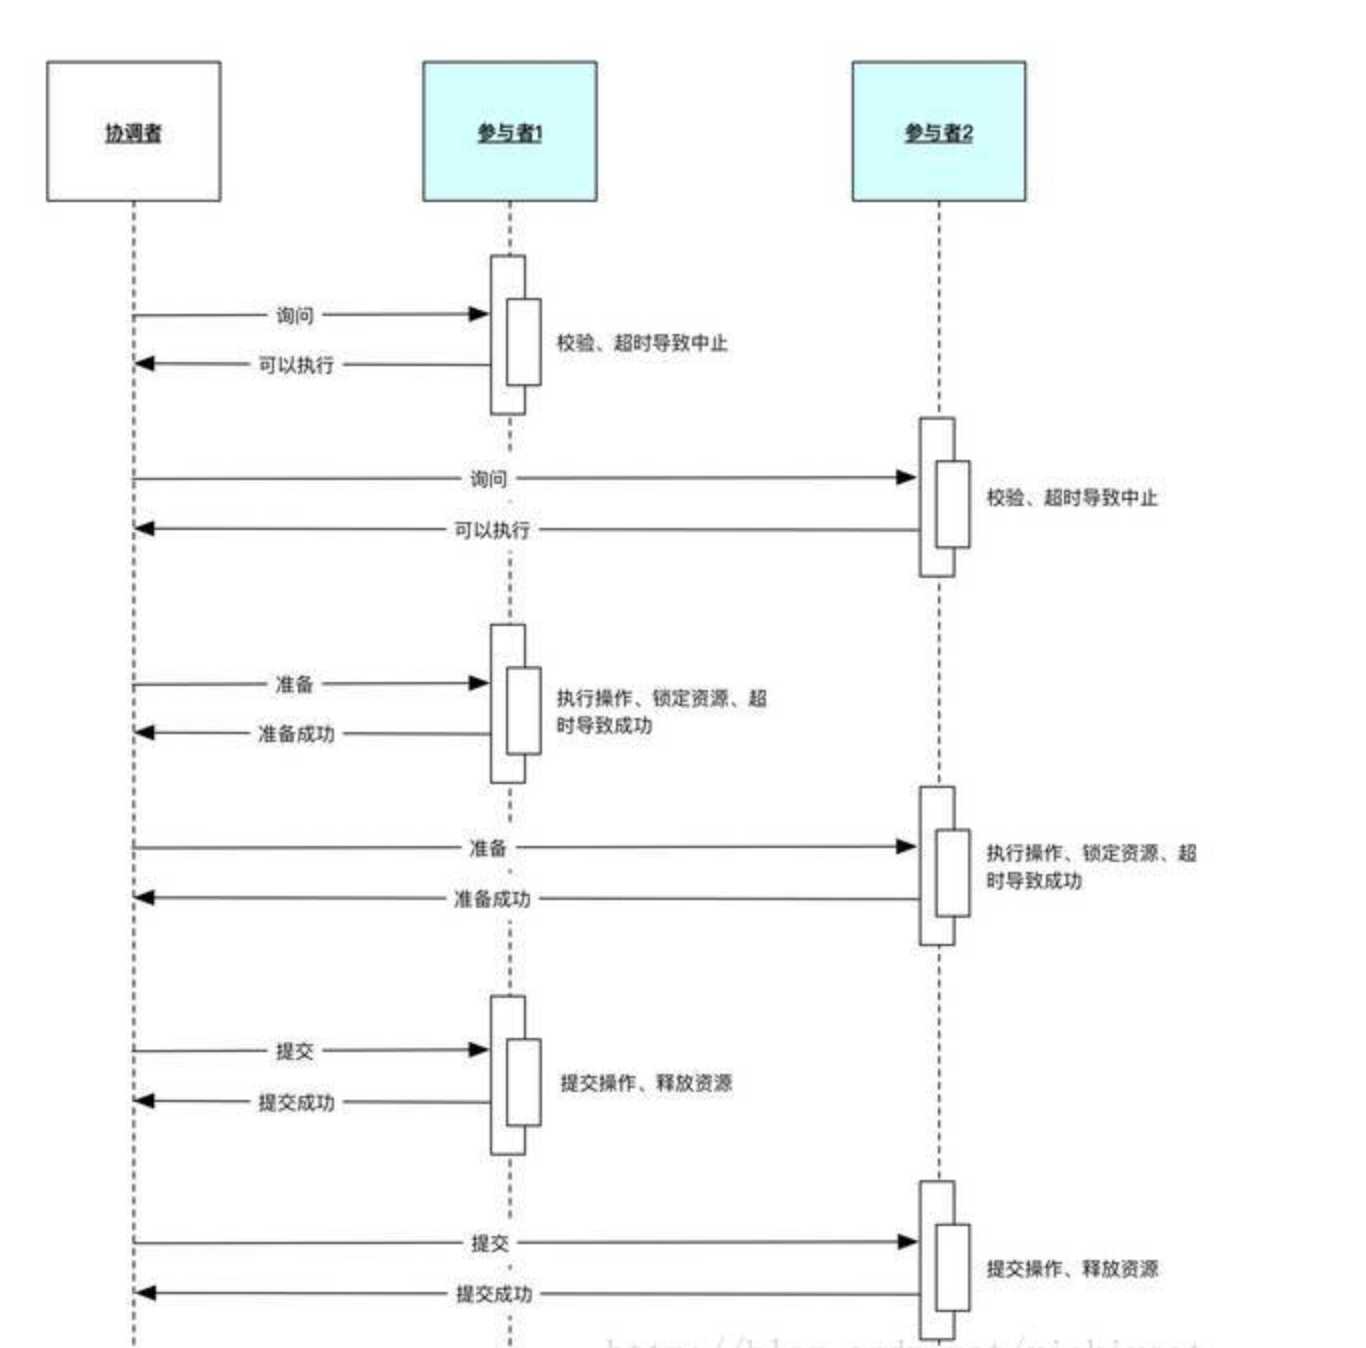 协调者
参与者1
参与者2
询问
可以执行
校验、超时导致中止
询问
可以执行
校验、超时导致中止
准备
准备成功
执行操作、锁定资源、超
时导致成功
准备
准备成功
执行操作、锁定资源、超
时导致成功
提交
提交成功
提交操作、释放资源
提交
提交成功
提交操作、释放资源